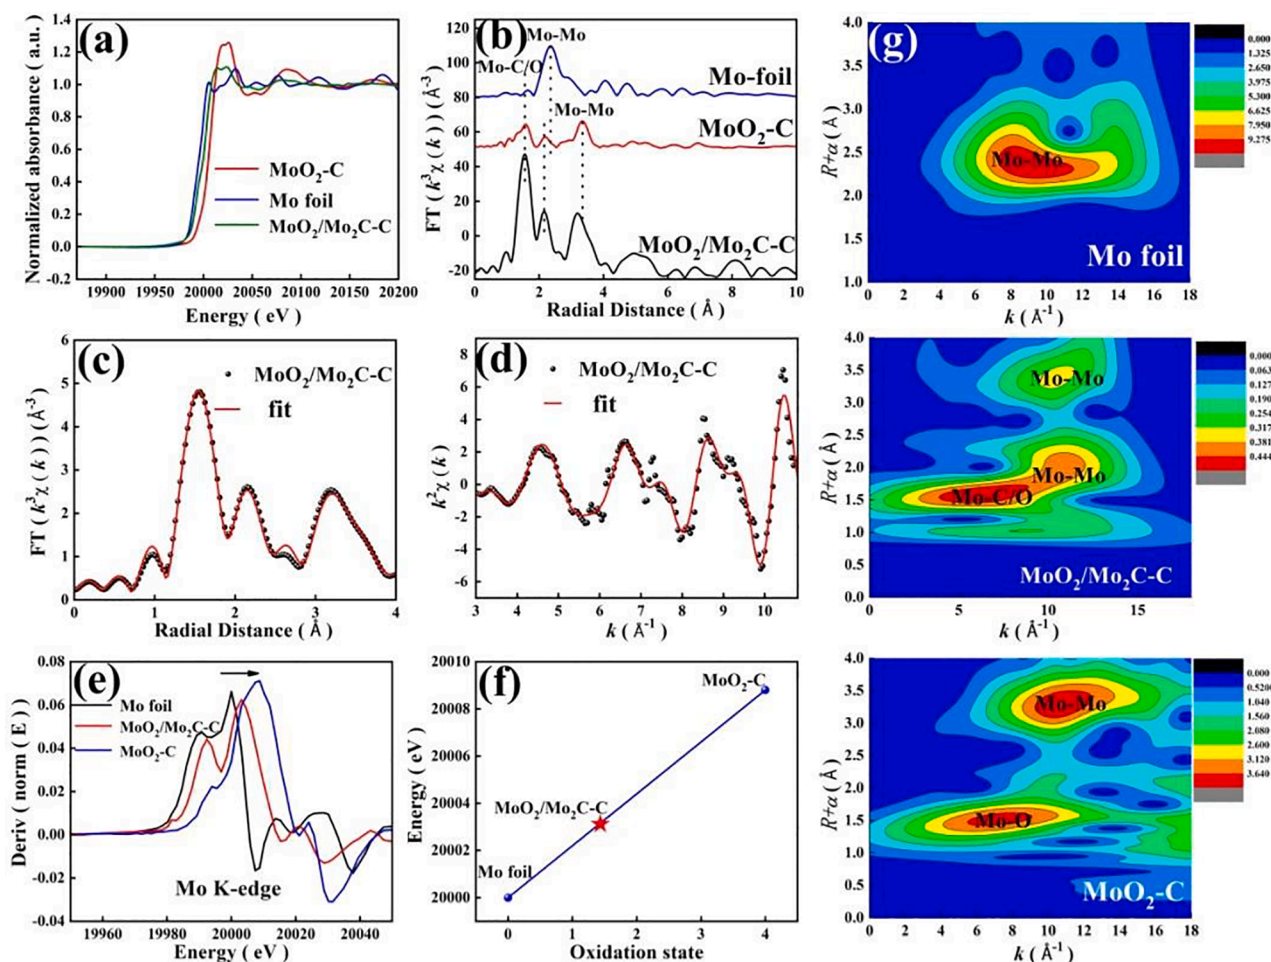 (a)
Normalized absorbance ( a.u. )
1.4
1.2
1.0
0.8
0.6
0.4
0.2
0.0
-0.2
MoO₂-C
Mo foil
MoO₂/Mo₂C-C
19900 19950 20000 20050 20100 20150 20200
Energy ( eV )
(b)
FT ( k³χ ( k ) ) (Å⁻³)
120
100
80
60
40
20
0
-20
Mo-Mo
Mo-C/O
Mo-foil
Mo-Mo
MoO₂-C
MoO₂/Mo₂C-C
0 2 4 6 8 10
Radial Distance ( Å )
(c)
FT ( k³χ ( k ) ) (Å⁻³)
6
5
4
3
2
1
0
MoO₂/Mo₂C-C
fit
0 1 2 3 4
Radial Distance ( Å )
(d)
k²χ (k)
8
6
4
2
0
-2
-4
-6
MoO₂/Mo₂C-C
fit
3 4 5 6 7 8 9 10
k ( Å⁻¹ )
(e)
Deriv ( norm ( E ) )
0.08
0.06
0.04
0.02
0.00
-0.02
-0.04
Mo foil
MoO₂/Mo₂C-C
MoO₂-C
Mo K-edge
19960 19980 20000 20020 20040
Energy ( eV )
(f)
Energy ( eV )
20010
20008
20006
20004
20002
20000
MoO₂-C
MoO₂/Mo₂C-C
Mo foil
0 1 2 3 4
Oxidation state
(g)
R+α ( Å )
4.0
3.5
3.0
2.5
2.0
1.5
1.0
Mo-Mo
Mo foil
0 2 4 6 8 10 12 14 16 18
k ( Å⁻¹ )
0.000
1.325
2.650
3.975
5.300
6.625
7.950
9.275
R+α ( Å )
4.0
3.5
3.0
2.5
2.0
1.5
1.0
0.5
0.0
Mo-Mo
Mo-Mo
Mo-C/O
MoO₂/Mo₂C-C
0 5 10 15
k ( Å⁻¹ )
0.000
0.063
0.127
0.190
0.254
0.317
0.381
0.444
R+α ( Å )
4.0
3.5
3.0
2.5
2.0
1.5
1.0
0.5
0.0
Mo-Mo
Mo-O
MoO₂-C
0 2 4 6 8 10 12 14 16 18
k ( Å⁻¹ )
0.000
0.5200
1.040
1.560
2.080
2.600
3.120
3.640